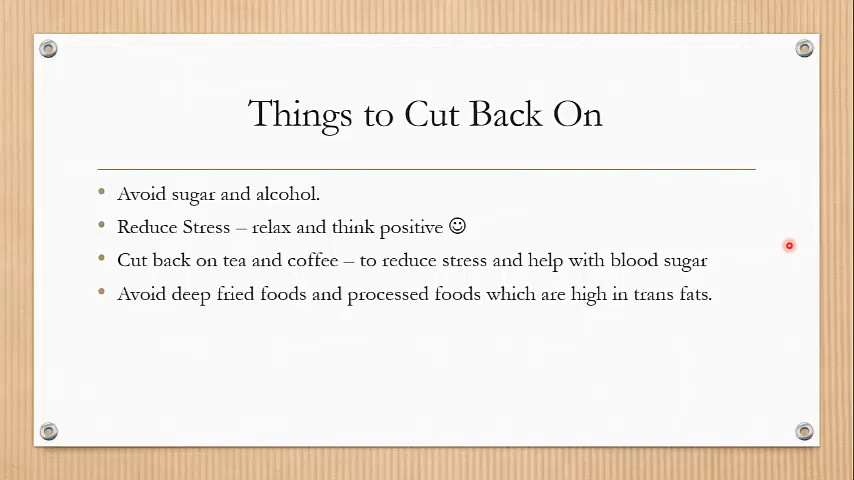 Things to Cut Back On
• Avoid sugar and alcohol.
• Reduce Stress – relax and think positive ☺
• Cut back on tea and coffee – to reduce stress and help with blood sugar
• Avoid deep fried foods and processed foods which are high in trans fats.